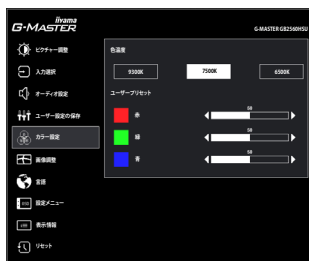 iiyama
G-MASTER
G-MASTER GB2560HSU
ピクチャー調整
入力選択
オーディオ調整
ユーザー設定の保存
カラー設定
画像調整
言語
設定メニュー
表示情報
リセット
色温度
9300K
7500K
6500K
ユーザープリセット
赤
50
緑
50
青
50